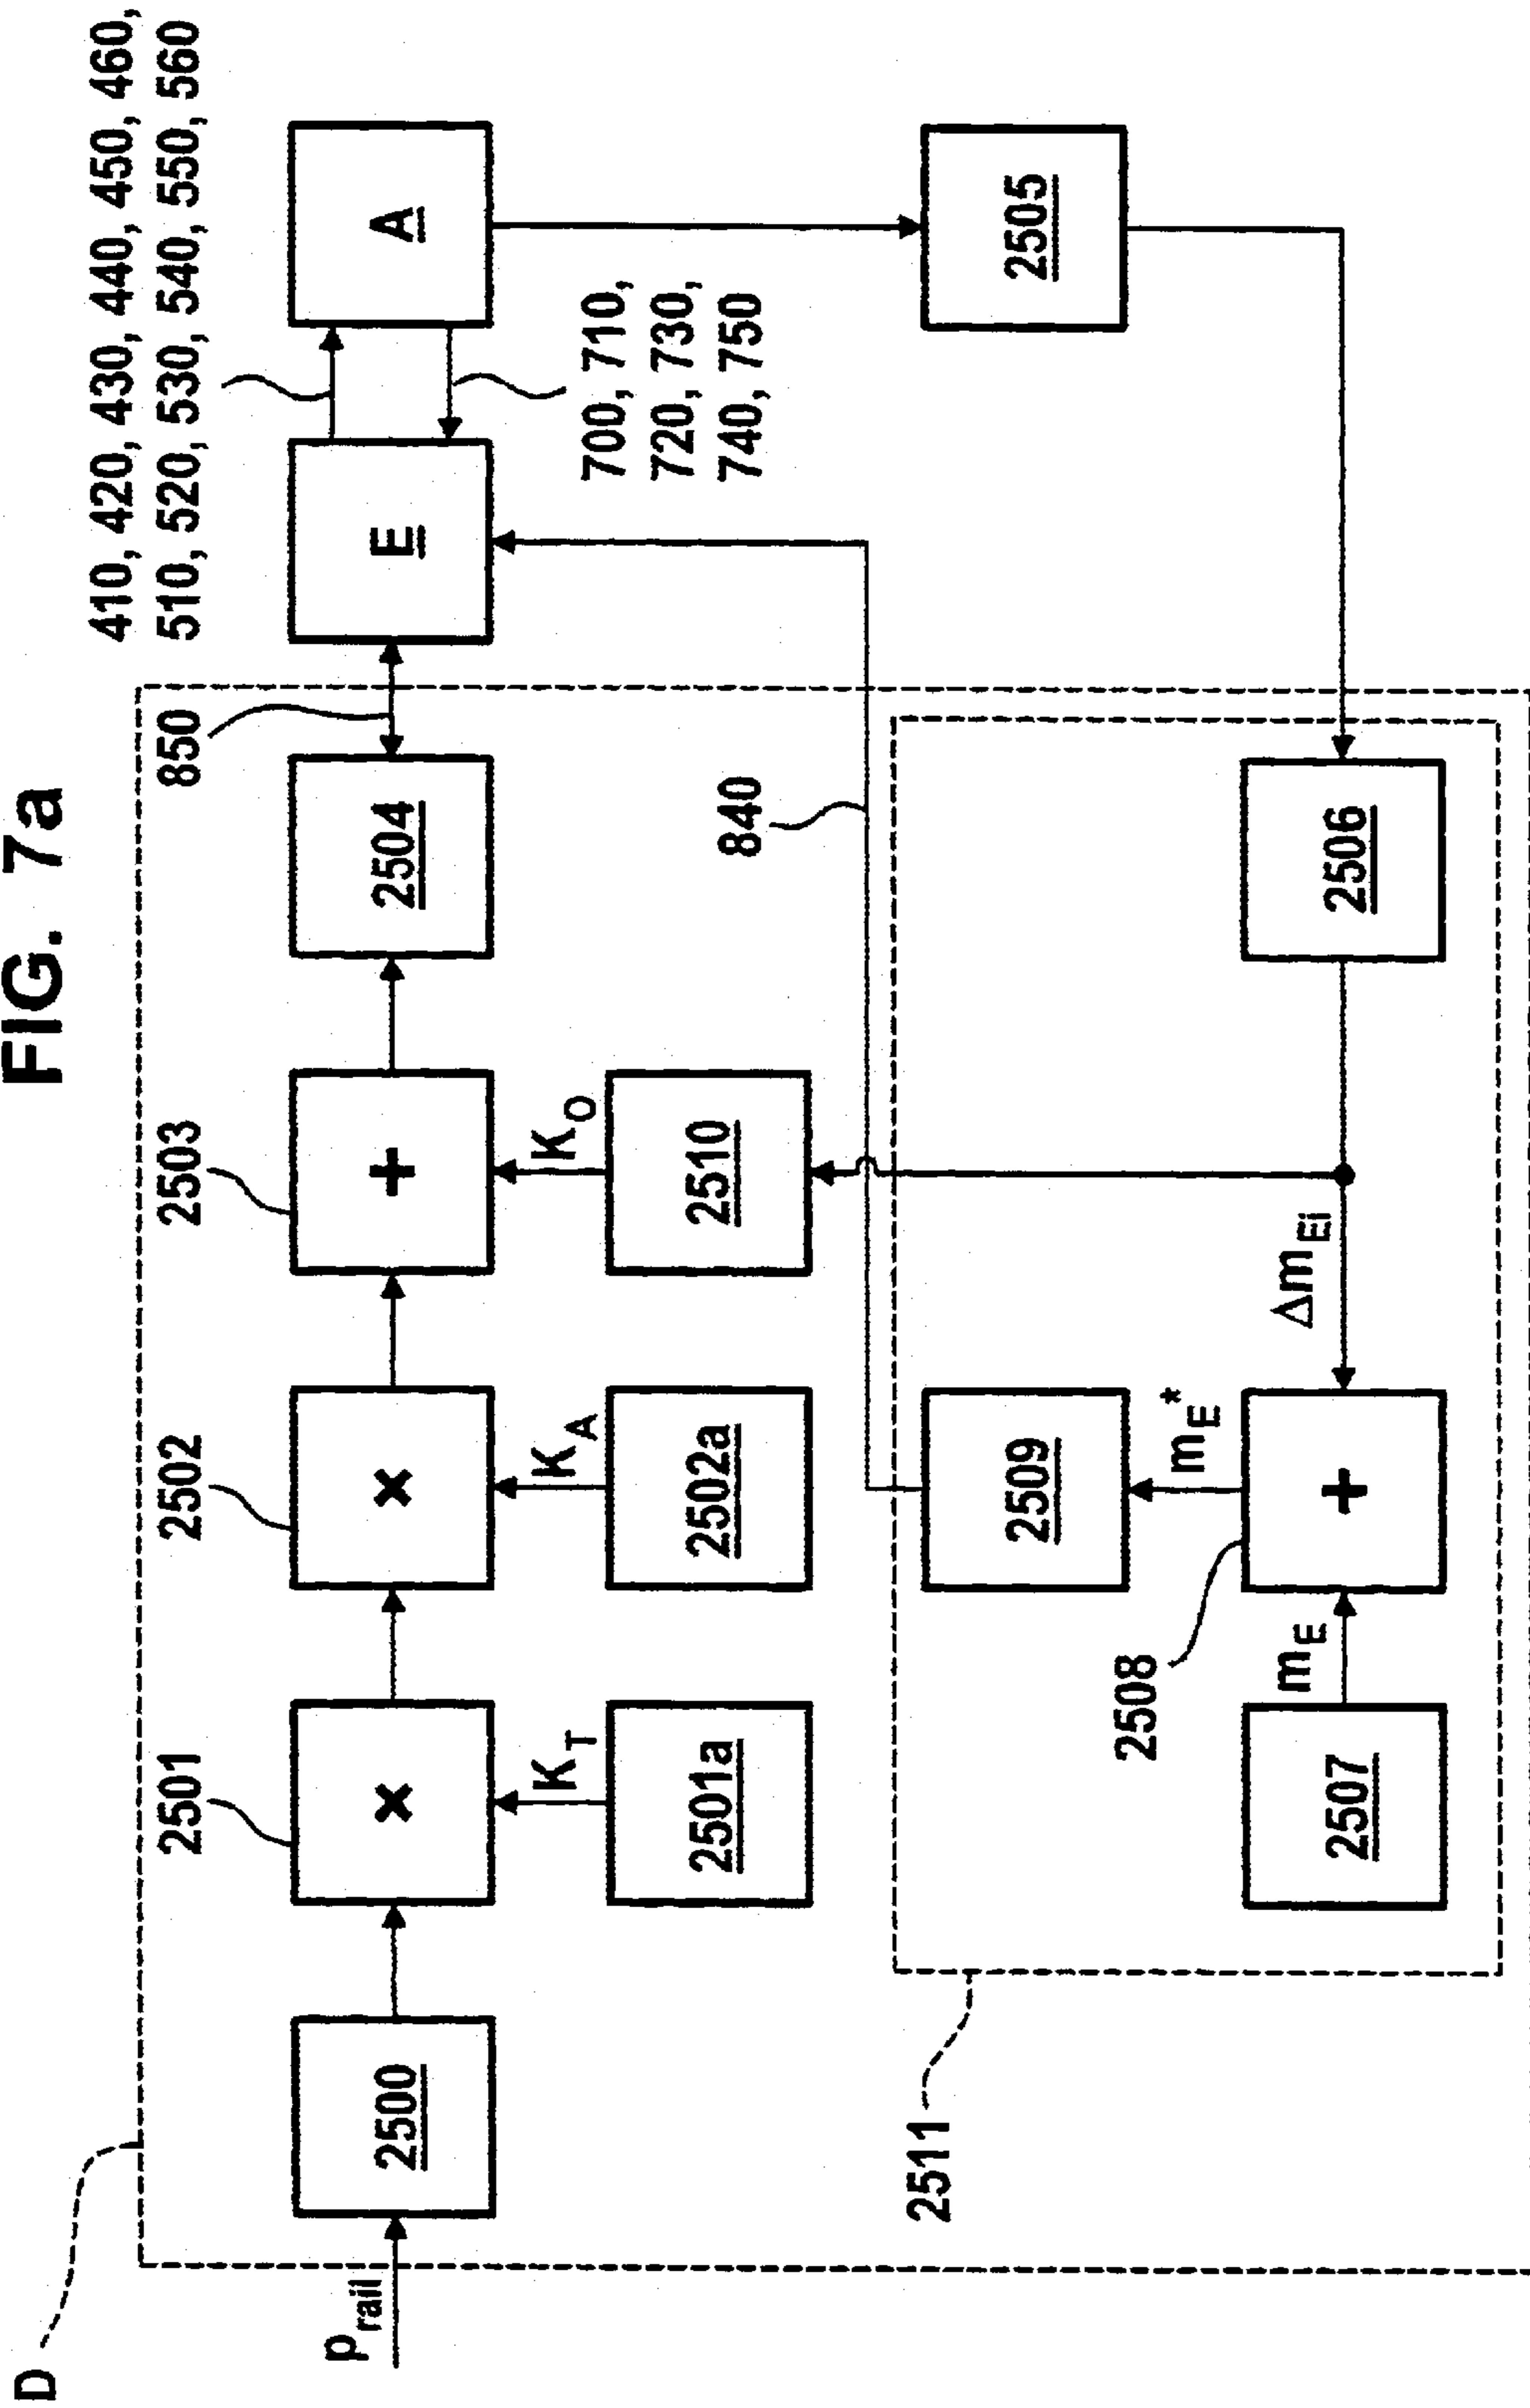 FIG. 7a
D
410, 420, 430, 440, 450, 460,
510, 520, 530, 540, 550, 560
2501
2502
2503
850
p_rail
2500
×
×
+
2504
E
A
K_T
K_A
K_O
700, 710,
720, 730,
740, 750
2501a
2502a
2510
840
2511
2509
2505
2508
m_E*
m_E
Δm_Ei
2507
+
2506